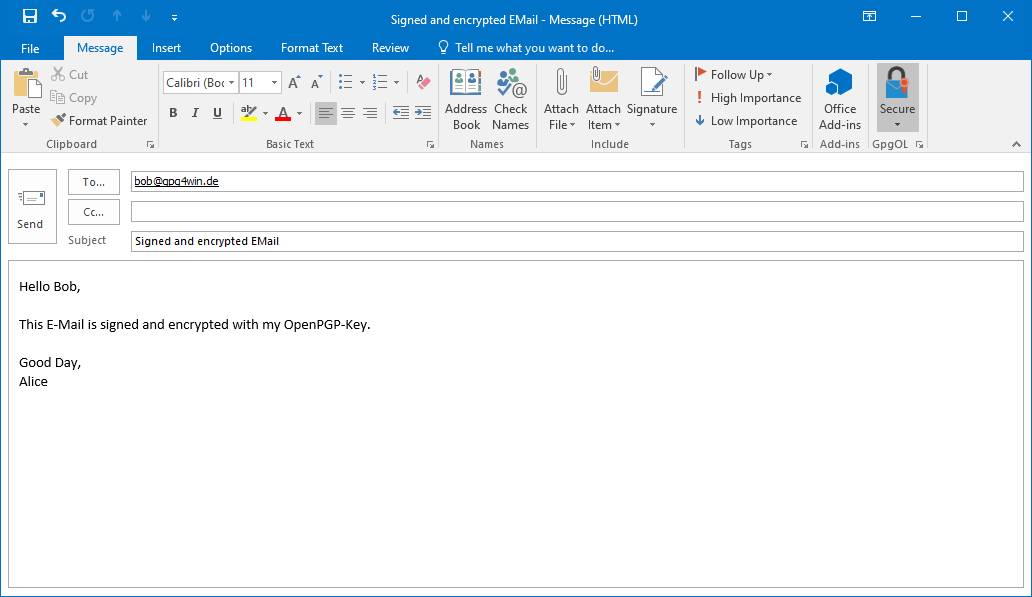 Signed and encrypted EMail - Message (HTML)
File Message Insert Options Format Text Review Tell me what you want to do...
Paste
Cut
Copy
Format Painter
Clipboard
Calibri (Boc 11 A A
B I U ab A
Basic Text
Address Book
Check Names
Names
Attach File
Attach Item
Signature
Include
Follow Up
High Importance
Low Importance
Tags
Office Add-ins
Add-ins
Secure
GpgOL
Send
To... bob@gpg4win.de
Cc...
Subject Signed and encrypted EMail
Hello Bob,
This E-Mail is signed and encrypted with my OpenPGP-Key.
Good Day,
Alice